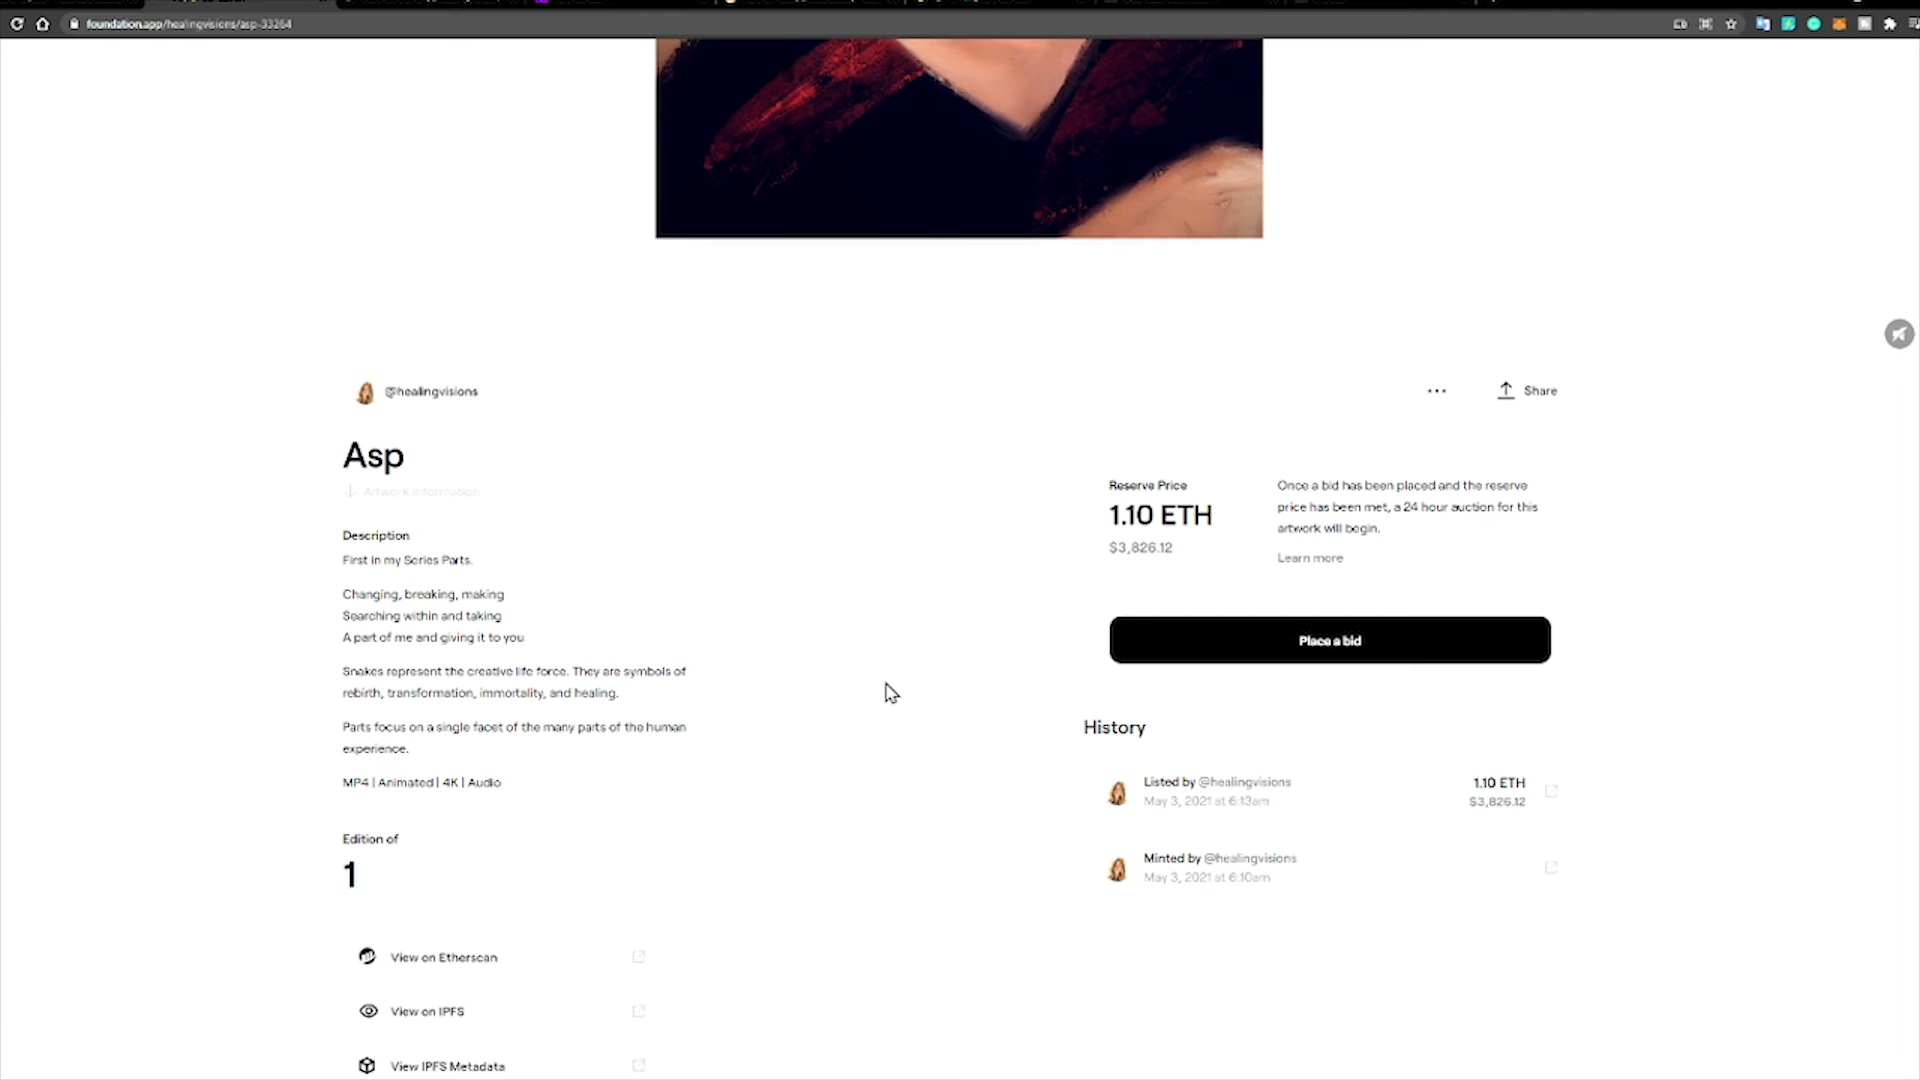 foundation.app/healingvisions/asp-33264
@healingvisions
Share
Asp
Artwork information
Description
First in my Series Parts.
Changing, breaking, making
Searching within and taking
A part of me and giving it to you
Snakes represent the creative life force. They are symbols of
rebirth, transformation, immortality, and healing.
Parts focus on a single facet of the many parts of the human
experience.
MP4 | Animated | 4K | Audio
Edition of
1
View on Etherscan
View on IPFS
View IPFS Metadata
Reserve Price
1.10 ETH
$3,826.12
Once a bid has been placed and the reserve
price has been met, a 24 hour auction for this
artwork will begin.
Learn more
Place a bid
History
Listed by @healingvisions
May 3, 2021 at 6:13am
1.10 ETH
$3,826.12
Minted by @healingvisions
May 3, 2021 at 6:10am